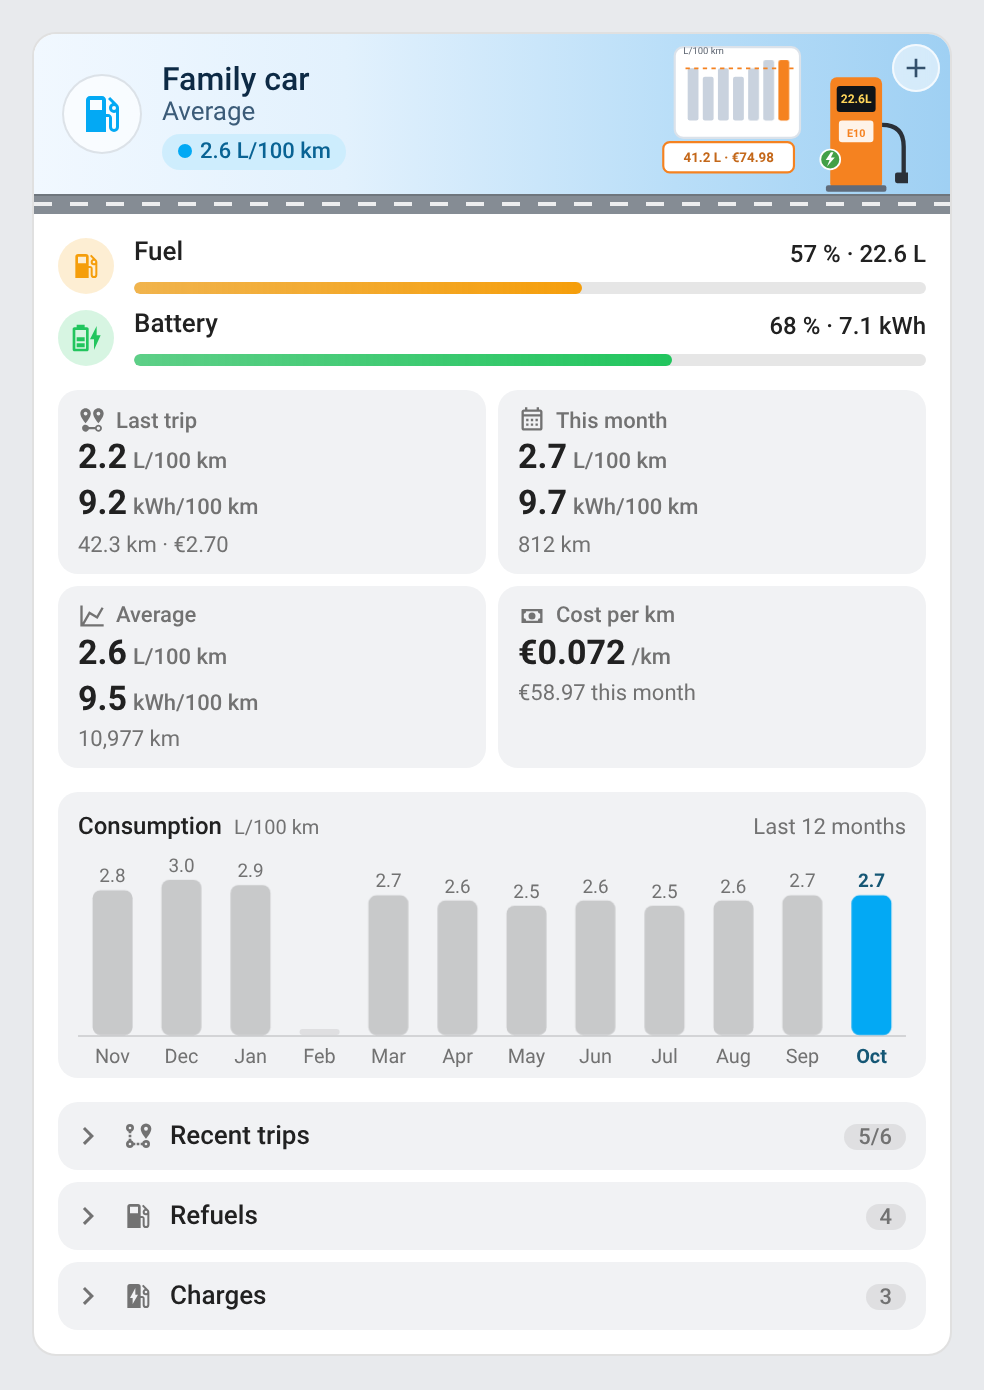 Family car
Average
2.6 L/100 km
L/100 km
41.2 L · €74.98
22.6L
E10
Fuel
57 % · 22.6 L
Battery
68 % · 7.1 kWh
Last trip
2.2 L/100 km
9.2 kWh/100 km
42.3 km · €2.70
This month
2.7 L/100 km
9.7 kWh/100 km
812 km
Average
2.6 L/100 km
9.5 kWh/100 km
10,977 km
Cost per km
€0.072 /km
€58.97 this month
Consumption L/100 km
Last 12 months
2.8 3.0 2.9 2.7 2.6 2.5 2.6 2.5 2.6 2.7 2.7
Nov Dec Jan Feb Mar Apr May Jun Jul Aug Sep Oct
Recent trips 5/6
Refuels 4
Charges 3